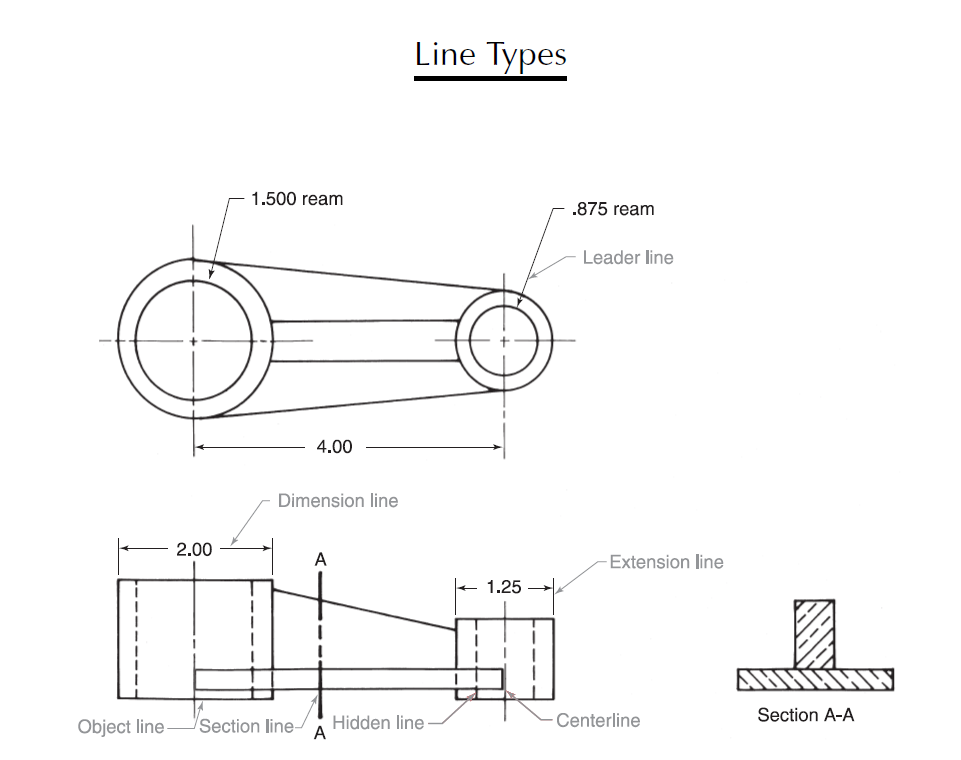 Line Types
1.500 ream
.875 ream
Leader line
4.00
Dimension line
2.00
A
Extension line
1.25
Object line
Section line
A
Hidden line
Centerline
Section A-A